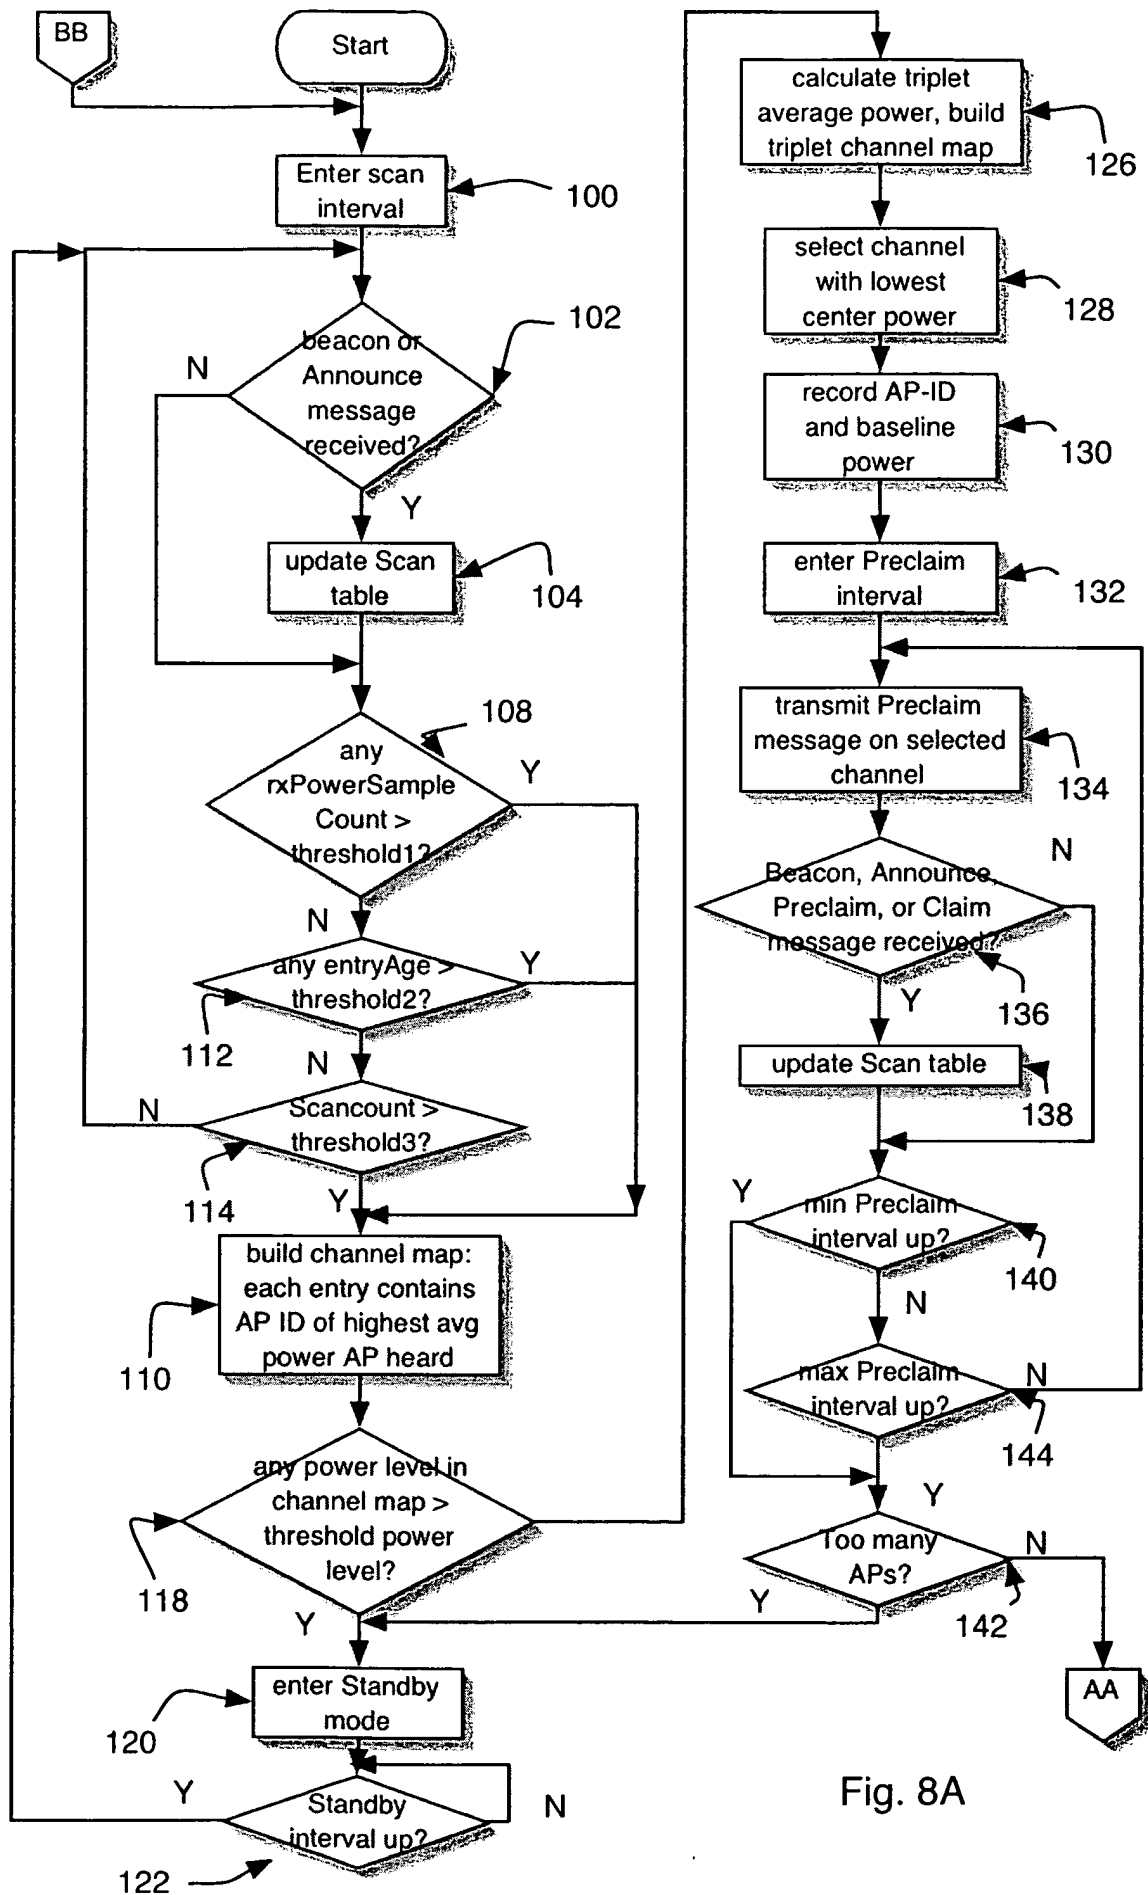 BB
Start
Enter scan
interval
100
beacon or
Announce
message
received?
102
N
Y
update Scan
table
104
any
rxPowerSample
Count >
threshold1?
108
Y
N
any entryAge >
threshold2?
Y
112
N
Scancount >
threshold3?
N
114
Y
build channel map:
each entry contains
AP ID of highest avg
power AP heard
110
any power level in
channel map >
threshold power
level?
118
Y
enter Standby
mode
120
Y
Standby
interval up?
N
122
calculate triplet
average power, build
triplet channel map
126
select channel
with lowest
center power
128
record AP-ID
and baseline
power
130
enter Preclaim
interval
132
transmit Preclaim
message on selected
channel
134
N
Beacon, Announce,
Preclaim, or Claim
message received?
136
Y
update Scan table
138
Y
min Preclaim
interval up?
140
N
max Preclaim
interval up?
N
144
Y
Too many
APs?
N
Y
142
AA
Fig. 8A